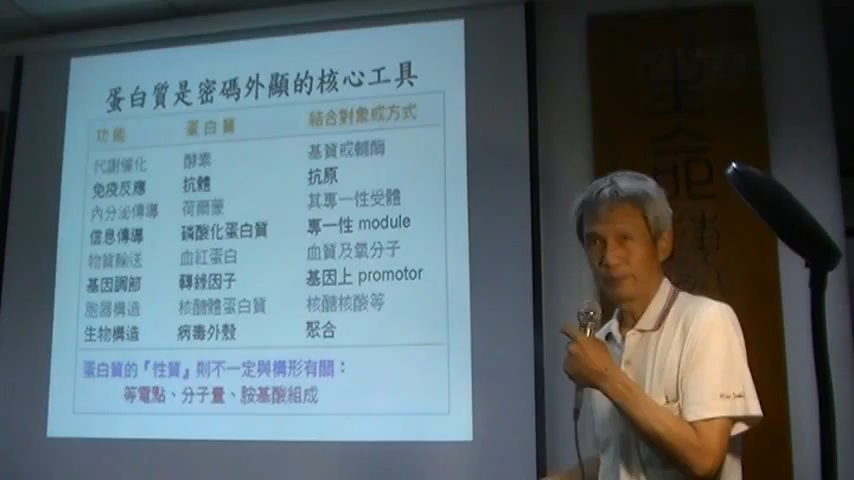 蛋白質是密碼外顯的核心工具
功能 蛋白質 結合對象或方式
代謝催化 酵素 基質或輔酶
免疫反應 抗體 抗原
內分泌傳導 荷爾蒙 其專一性受體
信息傳導 磷酸化蛋白質 專一性 module
物質輸送 血紅蛋白 血質及氧分子
基因調節 轉錄因子 基因上 promotor
胞器構造 核醣體蛋白質 核醣核酸等
生物構造 病毒外殼 聚合
蛋白質的『性質』則不一定與構形有關：
等電點、分子量、胺基酸組成
生命